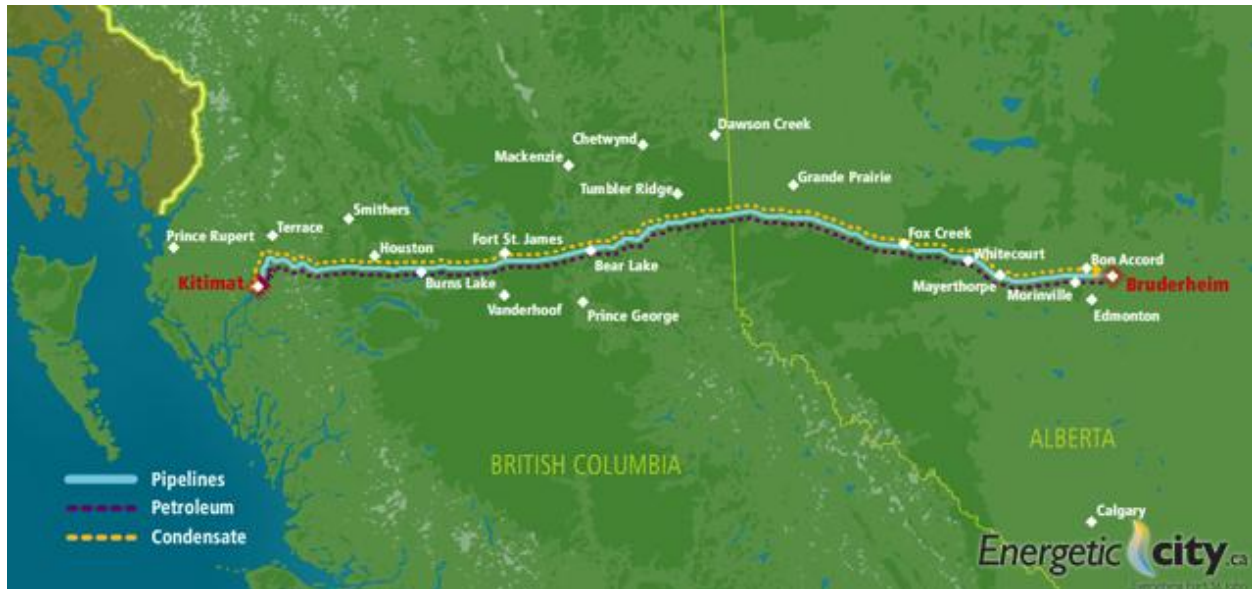 Dawson Creek
Chetwynd
Mackenzie
Tumbler Ridge
Grande Prairie
Smithers
Prince Rupert
Terrace
Houston
Fort St. James
Fox Creek
Bear Lake
Whitecourt
Bon Accord
Kitimat
Burns Lake
Mayerthorpe
Morinville
Bruderheim
Vanderhoof
Prince George
Edmonton
ALBERTA
BRITISH COLUMBIA
Pipelines
Petroleum
Condensate
Calgary
Energetic city.ca